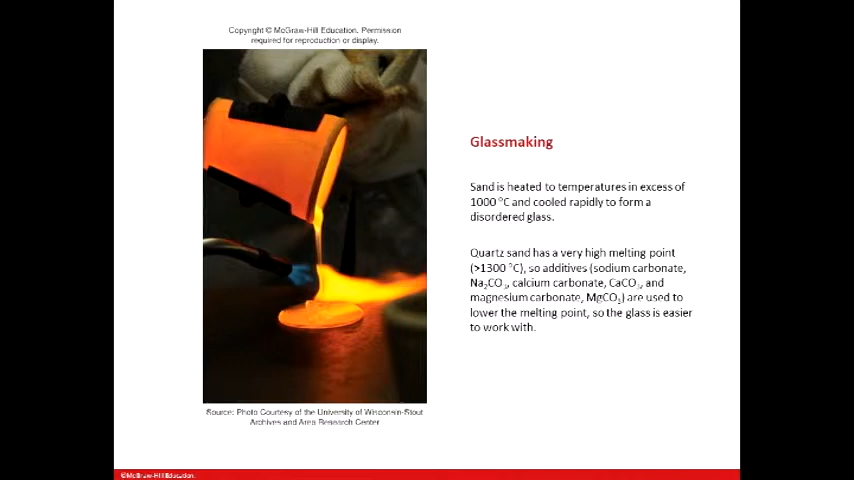 Copyright © McGraw-Hill Education. Permission
required for reproduction or display.
Glassmaking
Sand is heated to temperatures in excess of
1000 °C and cooled rapidly to form a
disordered glass.
Quartz sand has a very high melting point
(>1300 °C), so additives (sodium carbonate,
Na₂CO₃, calcium carbonate, CaCO₃, and
magnesium carbonate, MgCO₃) are used to
lower the melting point, so the glass is easier
to work with.
Source: Photo Courtesy of the University of Wisconsin-Stout
Archives and Area Research Center
©McGraw-Hill Education.